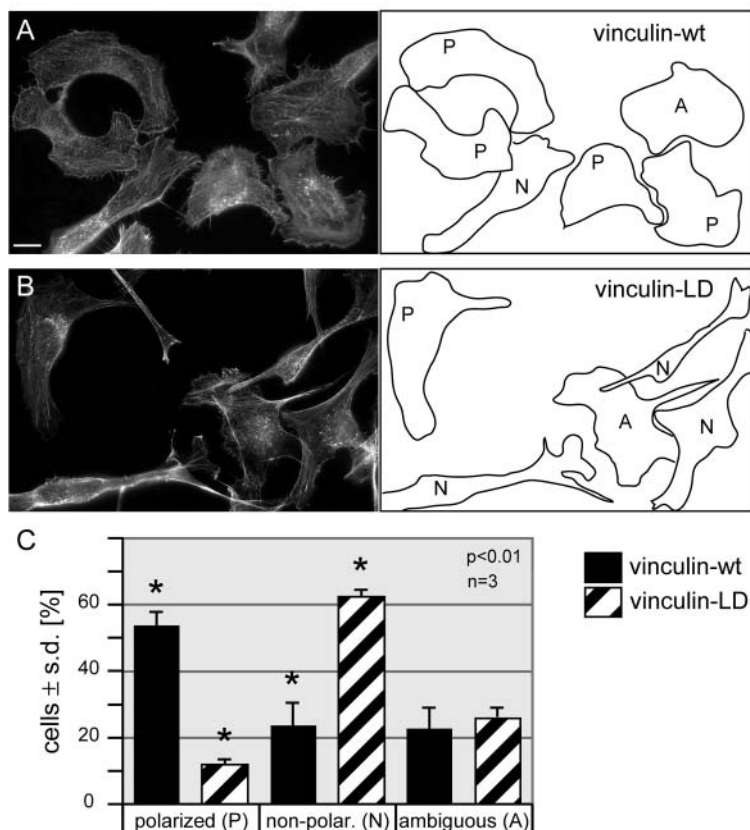 A
vinculin-wt
P
A
P
N
P
P
B
vinculin-LD
P
N
A
N
N
C
p<0.01
n=3
vinculin-wt
vinculin-LD
cells ± s.d. [%]
60
40
20
0
*
*
*
*
polarized (P)
non-polar. (N)
ambiguous (A)